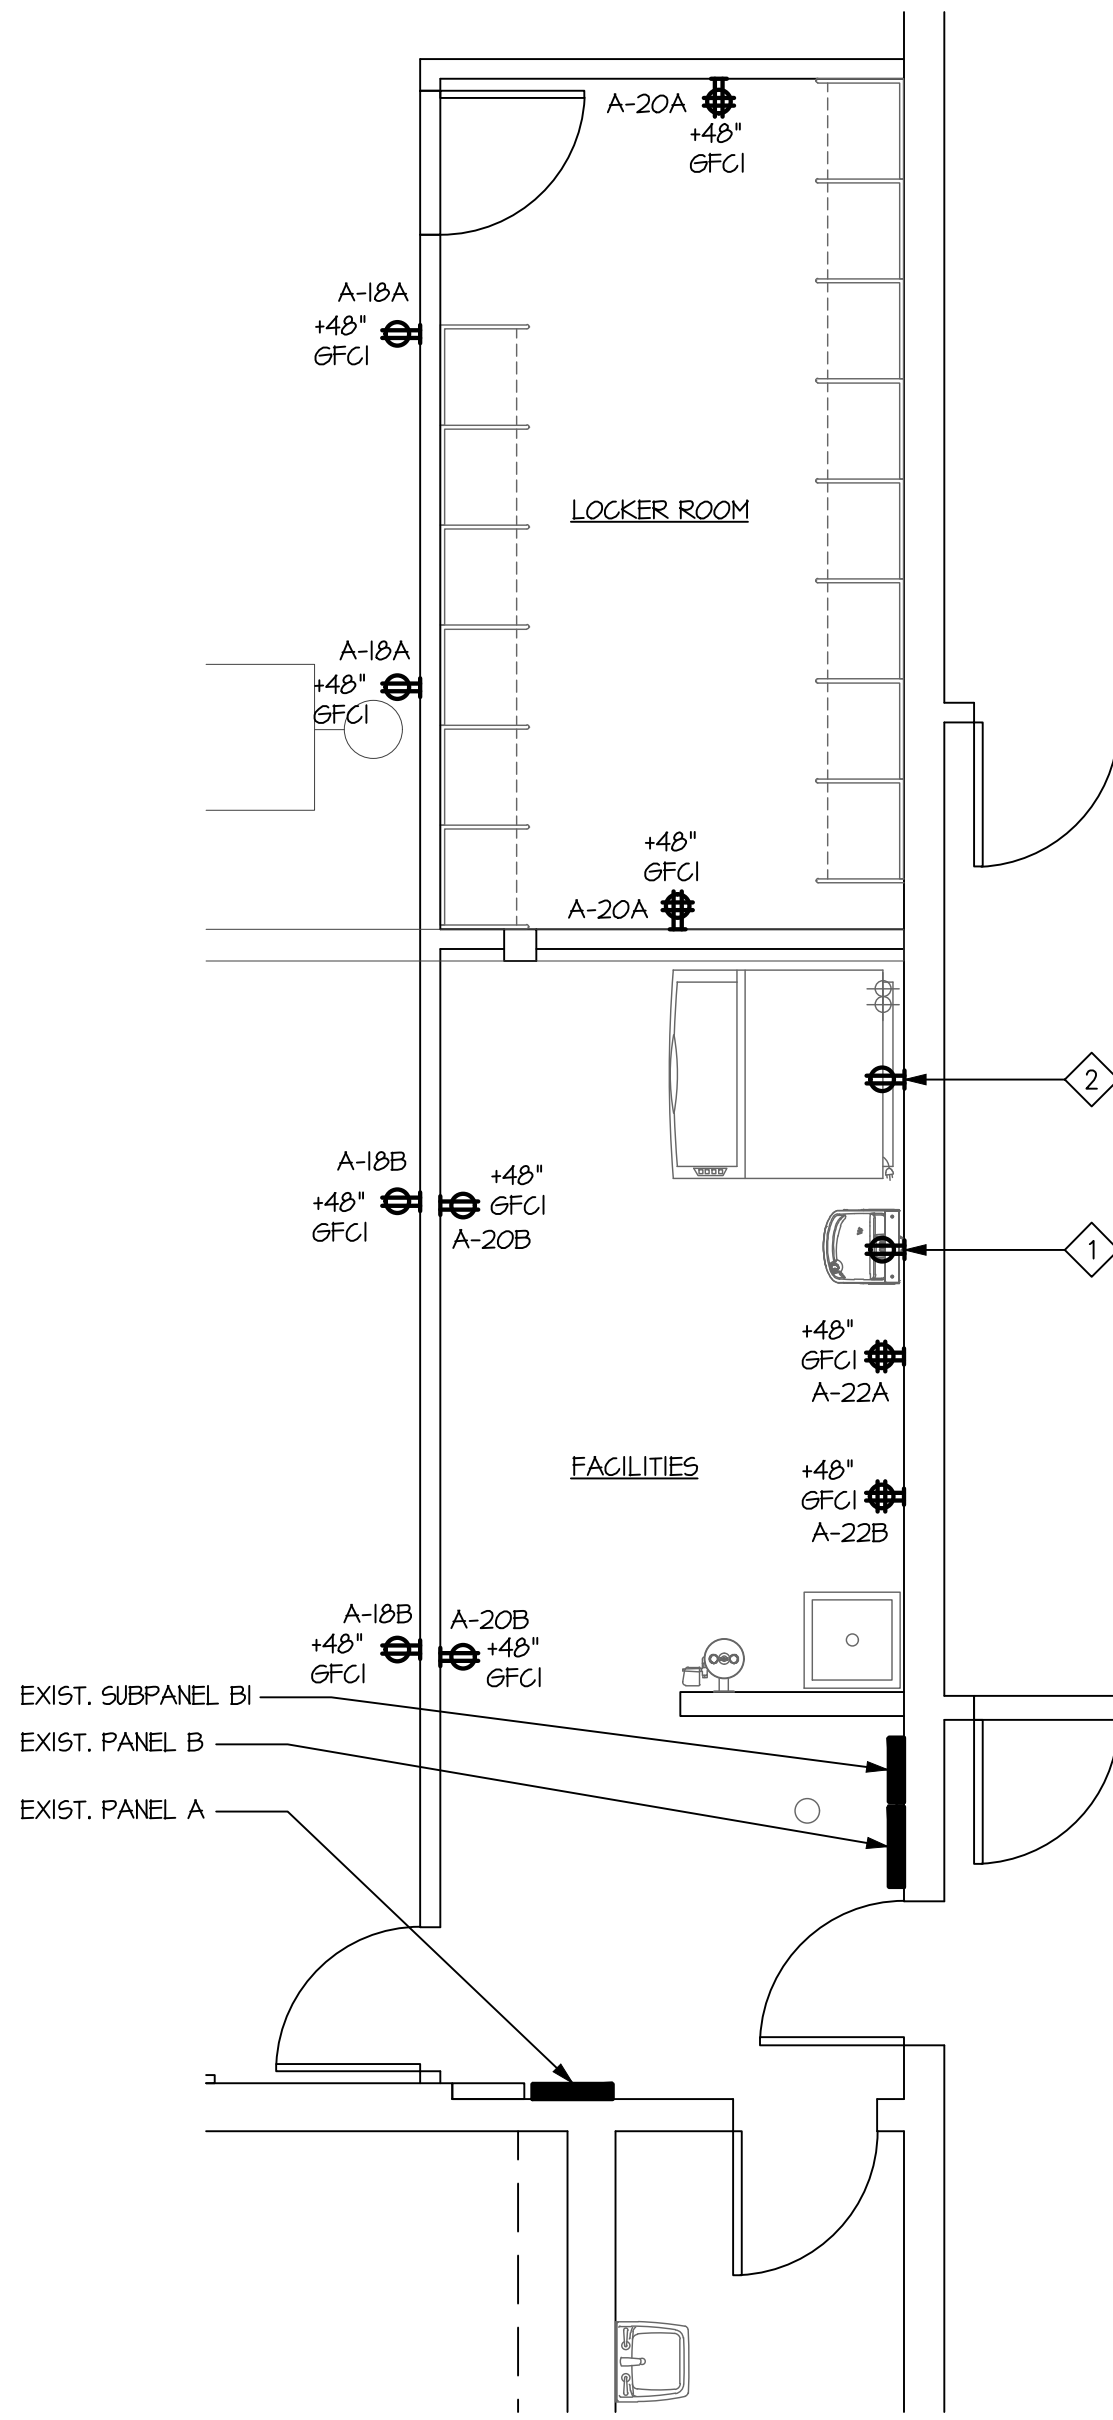 A-20A
+48"
GFCI
A-18A
+48"
GFCI
LOCKER ROOM
A-18A
+48"
GFCI
+48"
GFCI
A-20A
2
A-18B
+48"
GFCI
+48"
GFCI
A-20B
1
+48"
GFCI
A-22A
FACILITIES
+48"
GFCI
A-22B
A-18B
+48"
GFCI
A-20B
+48"
GFCI
EXIST. SUBPANEL B1
EXIST. PANEL B
EXIST. PANEL A